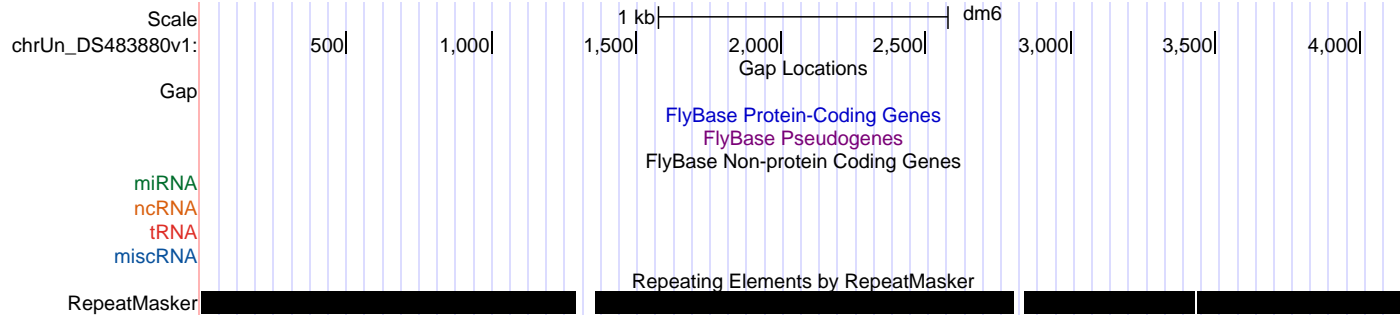 Scale 1 kb dm6
chrUn_DS483880v1: 500 1,000 1,500 2,000 2,500 3,000 3,500 4,000
Gap Locations
Gap
FlyBase Protein-Coding Genes
FlyBase Pseudogenes
FlyBase Non-protein Coding Genes
miRNA
ncRNA
tRNA
miscRNA
Repeating Elements by RepeatMasker
RepeatMasker